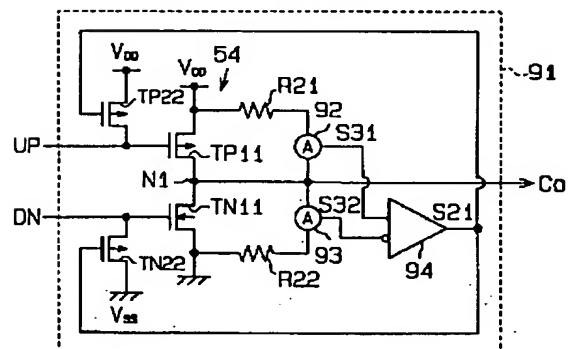 VDD
VDD
54
R21
91
TP22
92
S31
UP
TP11
N1
Co
TN11
S32
DN
S21
TN22
93
94
R22
VSS